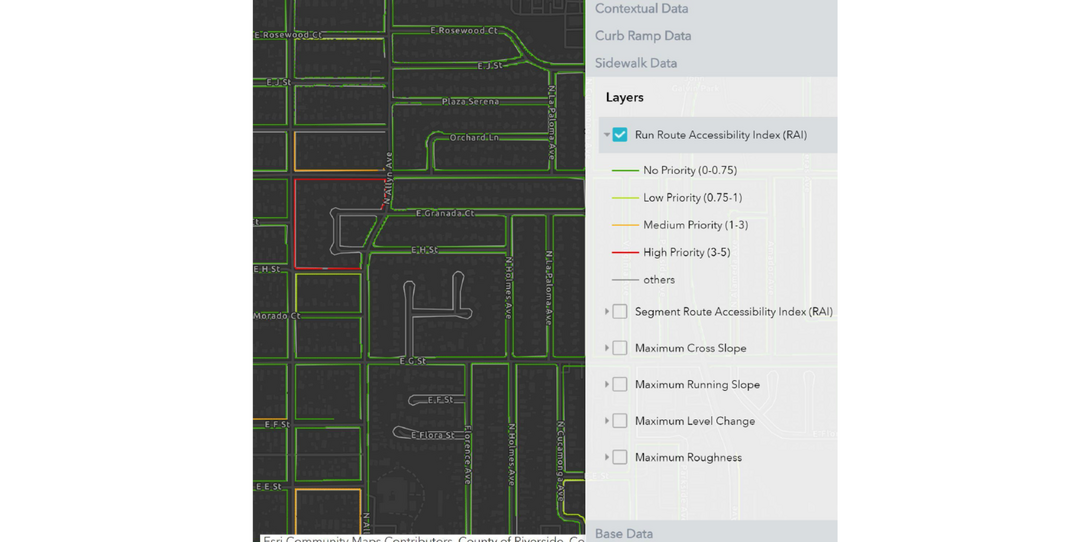 E Rosewood Ct
E Rosewood Ct
E J St
E J St
Plaza Serena
N La Paloma Ave
Orchard Ln
N Allyn Ave
E Granada Ct
E H St
E H St
N Holmes Ave
N La Paloma Ave
Morado Ct
E G St
E F St
E F St
E Flora St
Florence Ave
N Holmes Ave
N Cucamonga Ave
E E St
N Al
Esri Community Maps Contributors, County of Riverside, Ca
Contextual Data
Curb Ramp Data
Sidewalk Data
Layers
Run Route Accessibility Index (RAI)
No Priority (0-0.75)
Low Priority (0.75-1)
Medium Priority (1-3)
High Priority (3-5)
others
Segment Route Accessibility Index (RAI)
Maximum Cross Slope
Maximum Running Slope
Maximum Level Change
Maximum Roughness
Base Data